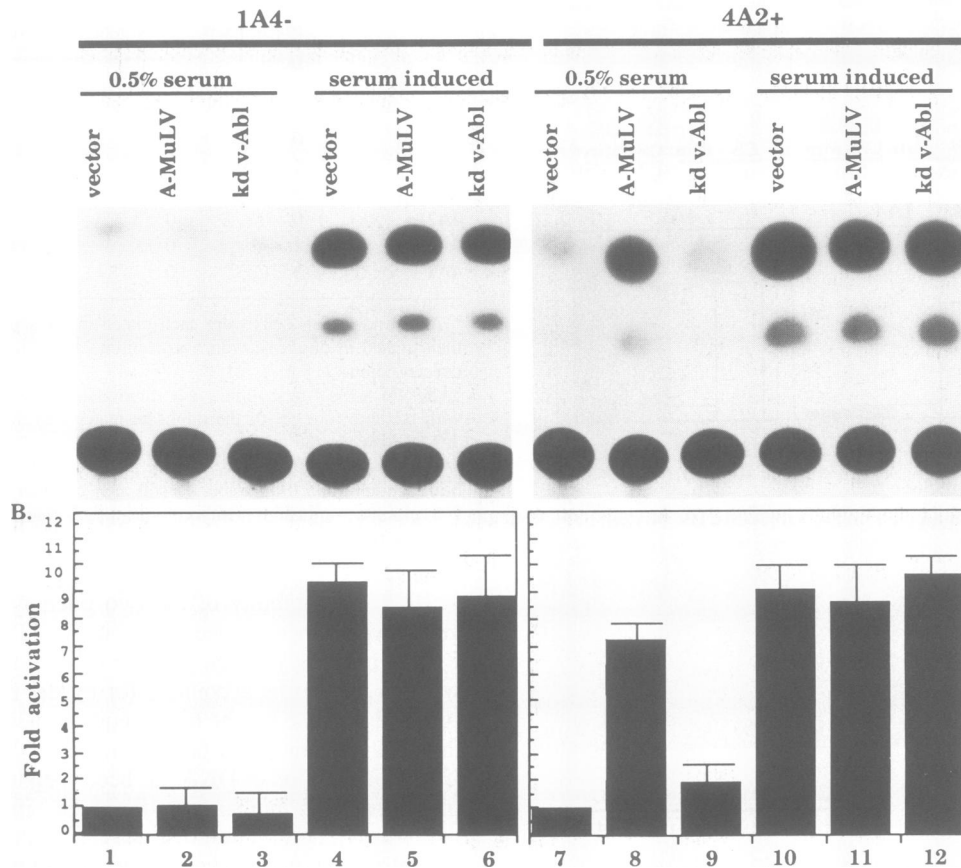 1A4- 4A2+
0.5% serum serum induced 0.5% serum serum induced
vector A-MuLV kd v-Abl vector A-MuLV kd v-Abl vector A-MuLV kd v-Abl vector A-MuLV kd v-Abl
B.
Fold activation
12
11
10
9
8
7
6
5
4
3
2
1
0
1 2 3 4 5 6 7 8 9 10 11 12